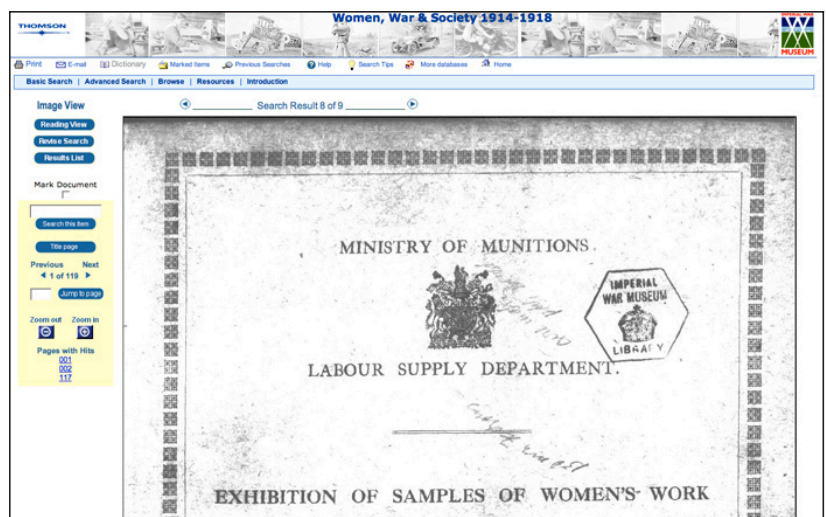 THOMSON
Women, War & Society 1914-1918
IMPERIAL WAR
MUSEUM
Print E-mail Dictionary Marked Items Previous Searches Help Search Tips More databases Home
Basic Search | Advanced Search | Browse | Resources | Introduction
Image View
Search Result 8 of 9
Reading View
Revise Search
Results List
Mark Document
Search this item
Title page
Previous Next
1 of 119
Jump to page
Zoom out Zoom in
Pages with Hits
001
002
117
MINISTRY OF MUNITIONS.
IMPERIAL
WAR MUSEUM
LIBRARY
LABOUR SUPPLY DEPARTMENT.
EXHIBITION OF SAMPLES OF WOMEN'S WORK